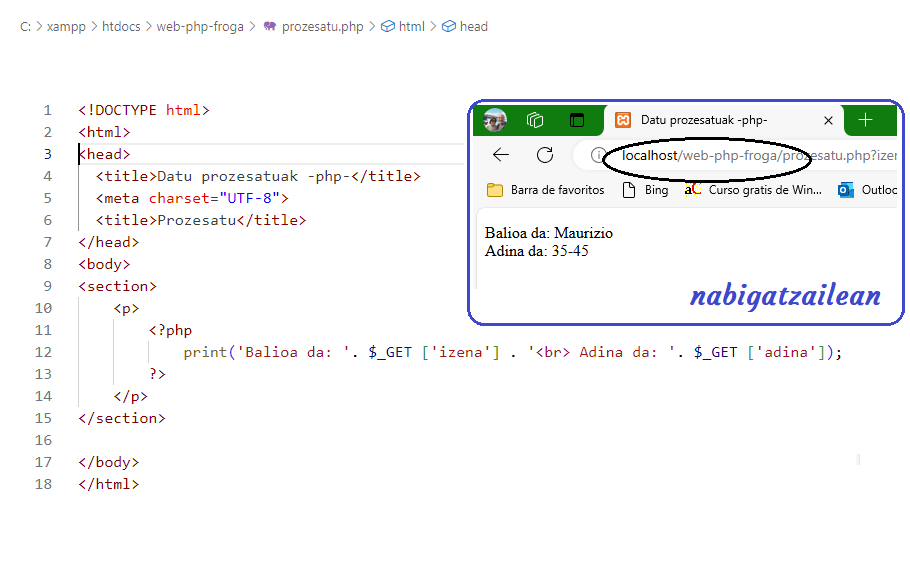 C: > xampp > htdocs > web-php-froga > prozesatu.php > html > head
1 <!DOCTYPE html>
2 <html>
3 <head>
4 <title>Datu prozesatuak -php-</title>
5 <meta charset="UTF-8">
6 <title>Prozesatu</title>
7 </head>
8 <body>
9 <section>
10 <p>
11 <?php
12 print('Balioa da: '. $_GET ['izena'] . '<br> Adina da: '. $_GET ['adina']);
13 ?>
14 </p>
15 </section>
16
17 </body>
18 </html>
Datu prozesatuak -php-
localhost/web-php-froga/prozesatu.php?izen
Barra de favoritos Bing aC Curso gratis de Win... Outloo
Balioa da: Maurizio
Adina da: 35-45
nabigatzailean